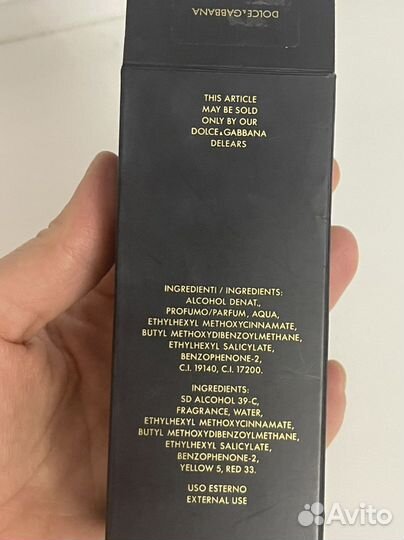 DOLCE&GABBANA
THIS ARTICLE
MAY BE SOLD
ONLY BY OUR
DOLCE&GABBANA
DELEARS
INGREDIENTI / INGREDIENTS:
ALCOHOL DENAT.,
PROFUMO/PARFUM, AQUA,
ETHYLHEXYL METHOXYCINNAMATE,
BUTYL METHOXYDIBENZOYLMETHANE,
ETHYLHEXYL SALICYLATE,
BENZOPHENONE-2,
C.I. 19140, C.I. 17200.
INGREDIENTS:
SD ALCOHOL 39-C,
FRAGRANCE, WATER,
ETHYLHEXYL METHOXYCINNAMATE,
BUTYL METHOXYDIBENZOYLMETHANE,
ETHYLHEXYL SALICYLATE,
BENZOPHENONE-2,
YELLOW 5, RED 33.
USO ESTERNO
EXTERNAL USE
Avito